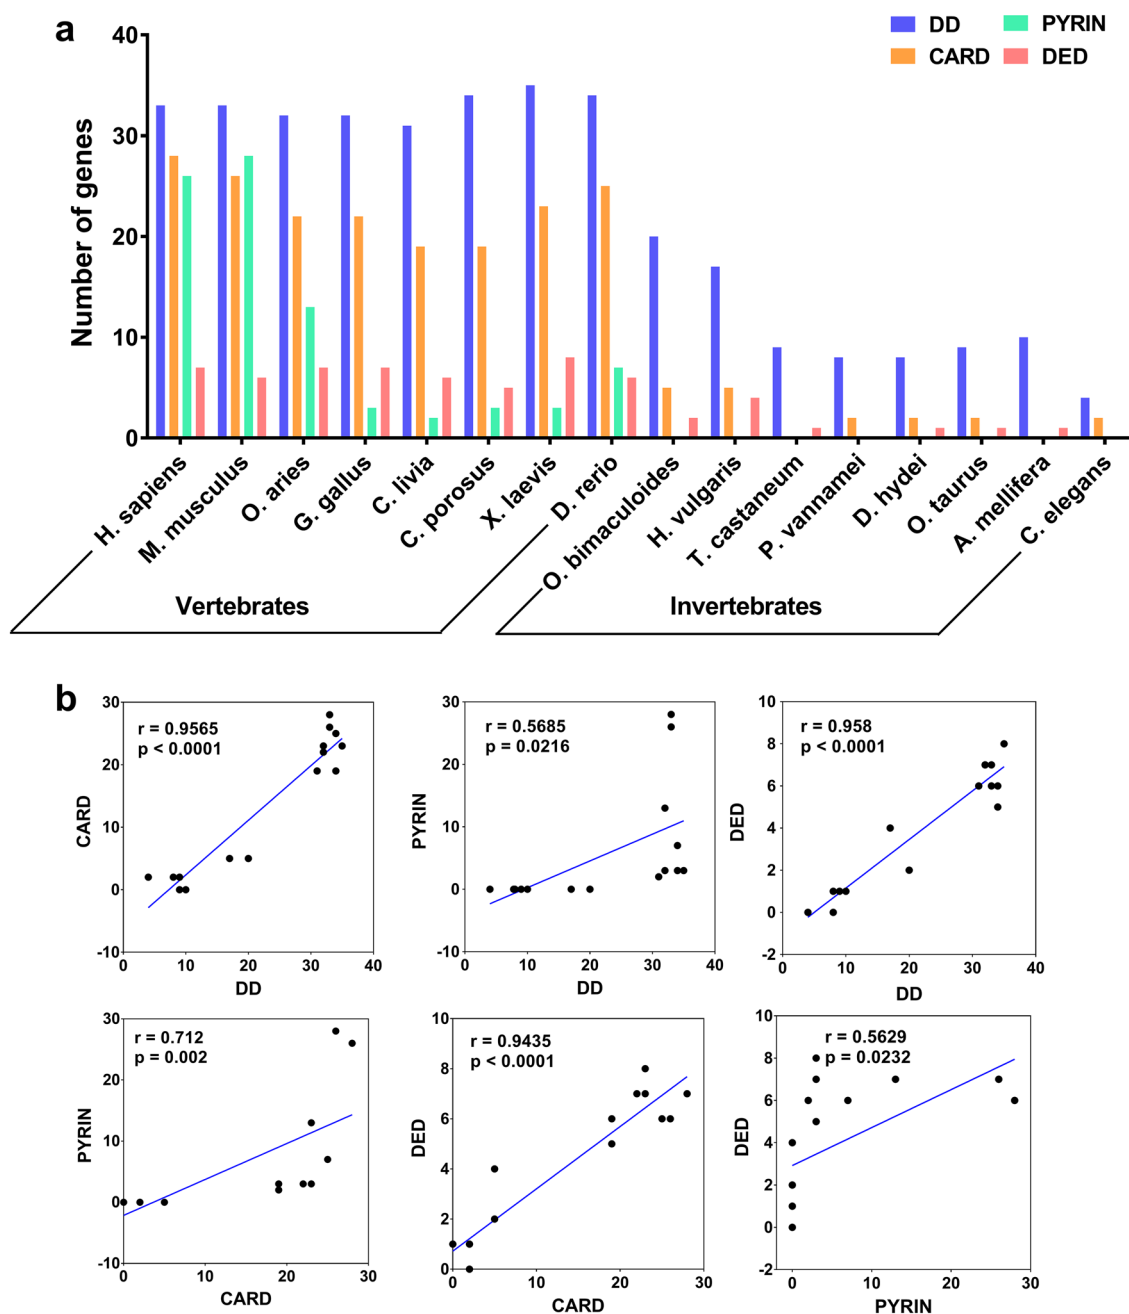 a
DD
PYRIN
CARD
DED
Number of genes
40
30
20
10
0
H. sapiens
M. musculus
O. aries
G. gallus
C. livia
C. porosus
X. laevis
D. rerio
O. bimaculoides
H. vulgaris
T. castaneum
P. vannamei
D. hydei
O. taurus
A. mellifera
C. elegans
Vertebrates
Invertebrates
b
r = 0.9565
p < 0.0001
CARD
30
20
10
0
-10
0 10 20 30 40
DD
r = 0.5685
p = 0.0216
PYRIN
30
20
10
0
-10
0 10 20 30 40
DD
r = 0.958
p < 0.0001
DED
10
8
6
4
2
0
-2
0 10 20 30 40
DD
r = 0.712
p = 0.002
PYRIN
30
20
10
0
-10
0 10 20 30
CARD
r = 0.9435
p < 0.0001
DED
10
8
6
4
2
0
0 10 20 30
CARD
r = 0.5629
p = 0.0232
DED
10
8
6
4
2
0
-2
0 10 20 30
PYRIN